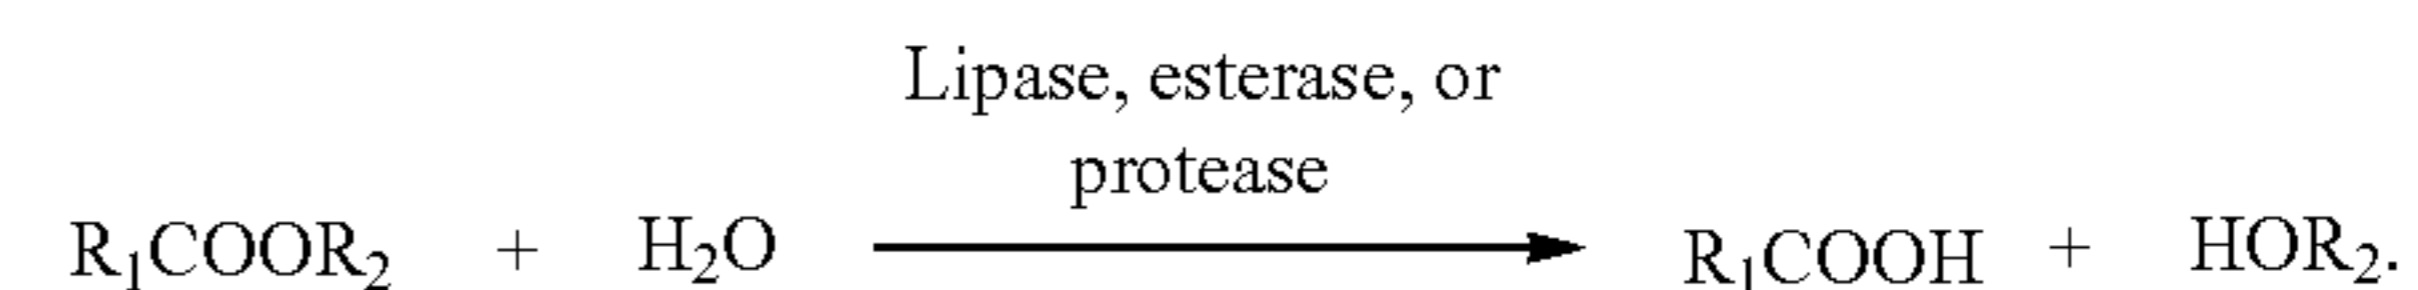 Lipase, esterase, or
protease
R₁COOR₂ + H₂O R₁COOH + HOR₂.